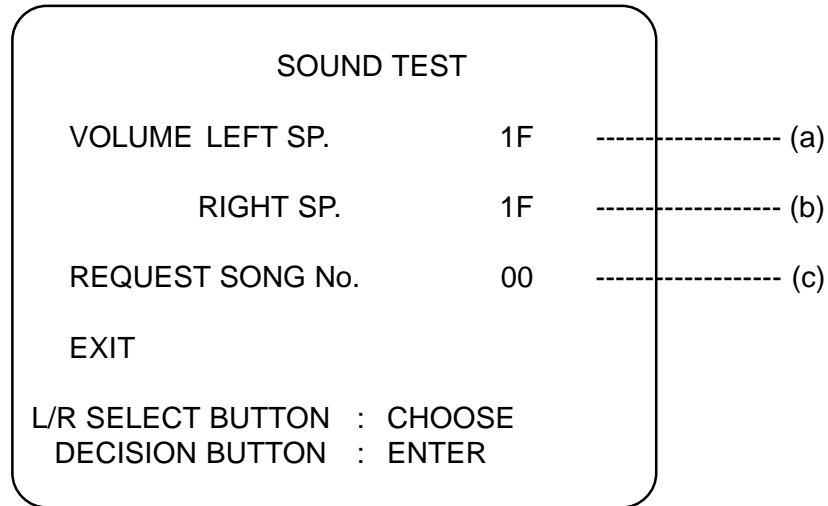 SOUND TEST
VOLUME LEFT SP. 1F ------------------ (a)
RIGHT SP. 1F ------------------ (b)
REQUEST SONG No. 00 ------------------ (c)
EXIT
L/R SELECT BUTTON : CHOOSE
DECISION BUTTON : ENTER